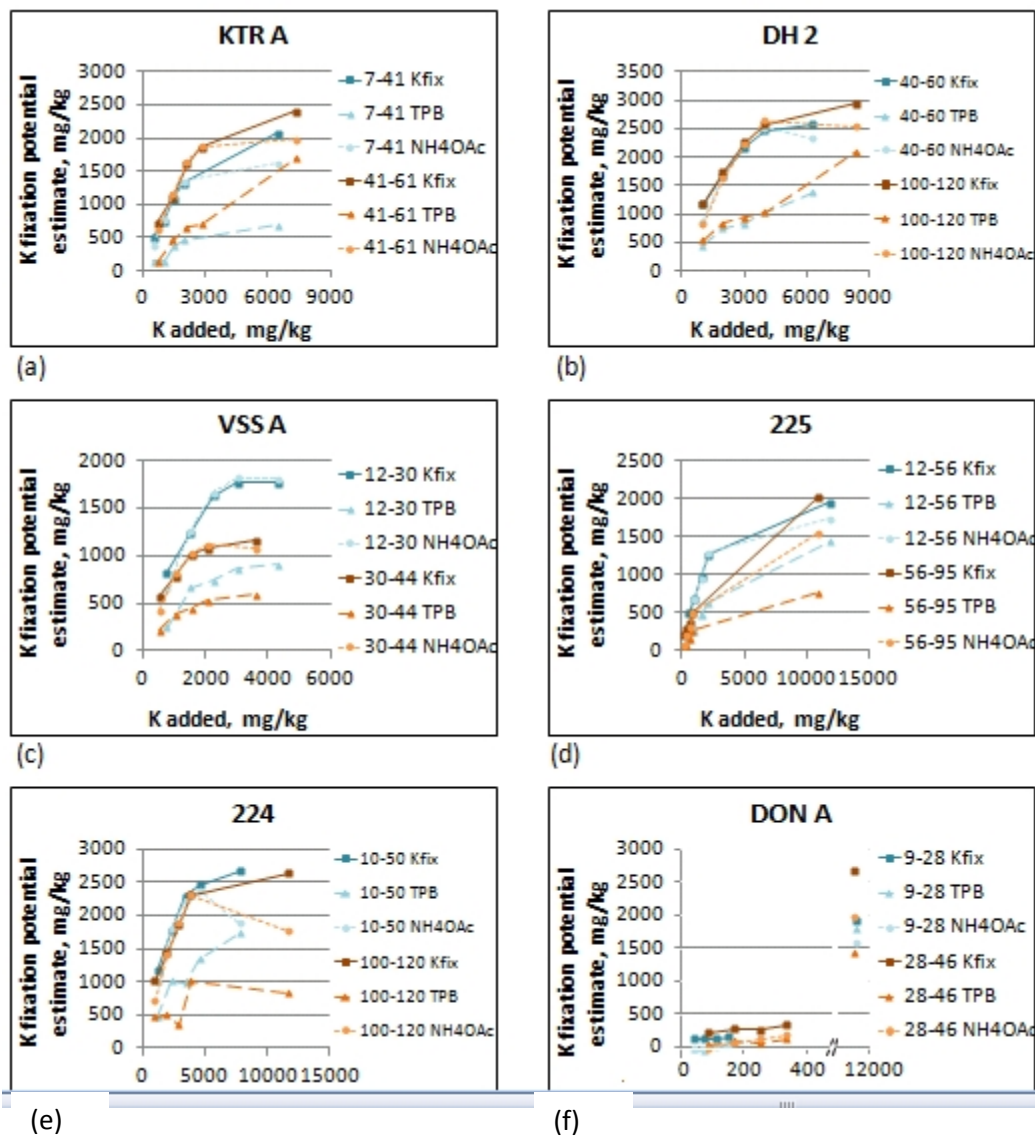 KTR A
K fixation potential
estimate, mg/kg
3000
2500
2000
1500
1000
500
0
0 3000 6000 9000
K added, mg/kg
7-41 Kfix
7-41 TPB
7-41 NH4OAc
41-61 Kfix
41-61 TPB
41-61 NH4OAc
(a)
DH 2
K fixation potential
estimate, mg/kg
3500
3000
2500
2000
1500
1000
500
0
0 3000 6000 9000
K added, mg/kg
40-60 Kfix
40-60 TPB
40-60 NH4OAc
100-120 Kfix
100-120 TPB
100-120 NH4OAc
(b)
VSS A
K fixation potential
estimate, mg/kg
2000
1500
1000
500
0
0 2000 4000 6000
K added, mg/kg
12-30 Kfix
12-30 TPB
12-30 NH4OAc
30-44 Kfix
30-44 TPB
30-44 NH4OAc
(c)
225
K fixation potential
estimate, mg/kg
2500
2000
1500
1000
500
0
0 5000 10000 15000
K added, mg/kg
12-56 Kfix
12-56 TPB
12-56 NH4OAc
56-95 Kfix
56-95 TPB
56-95 NH4OAc
(d)
224
K fixation potential
estimate, mg/kg
3000
2500
2000
1500
1000
500
0
0 5000 10000 15000
10-50 Kfix
10-50 TPB
10-50 NH4OAc
100-120 Kfix
100-120 TPB
100-120 NH4OAc
(e)
DON A
K fixation potential
estimate, mg/kg
3000
2500
2000
1500
1000
500
0
0 200 400 // 12000
9-28 Kfix
9-28 TPB
9-28 NH4OAc
28-46 Kfix
28-46 TPB
28-46 NH4OAc
(f)